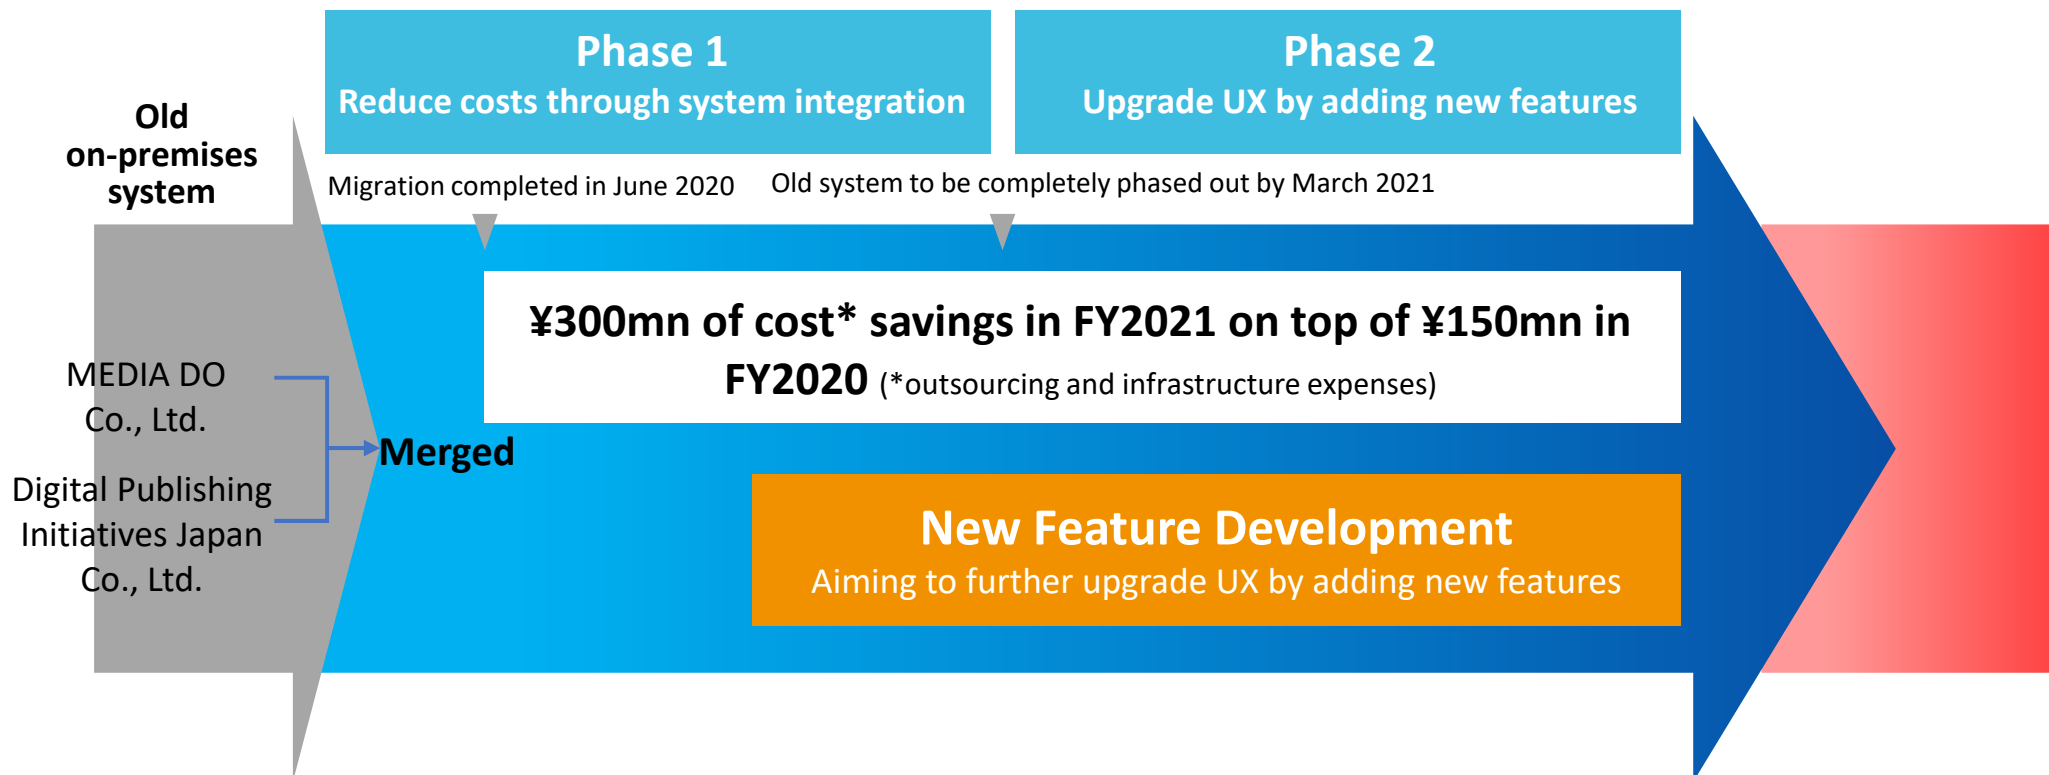 Phase 1
Reduce costs through system integration
Phase 2
Upgrade UX by adding new features
Old
on-premises
system
Migration completed in June 2020
Old system to be completely phased out by March 2021
¥300mn of cost* savings in FY2021 on top of ¥150mn in
FY2020 (*outsourcing and infrastructure expenses)
MEDIA DO
Co., Ltd.
Merged
Digital Publishing
Initiatives Japan
Co., Ltd.
New Feature Development
Aiming to further upgrade UX by adding new features